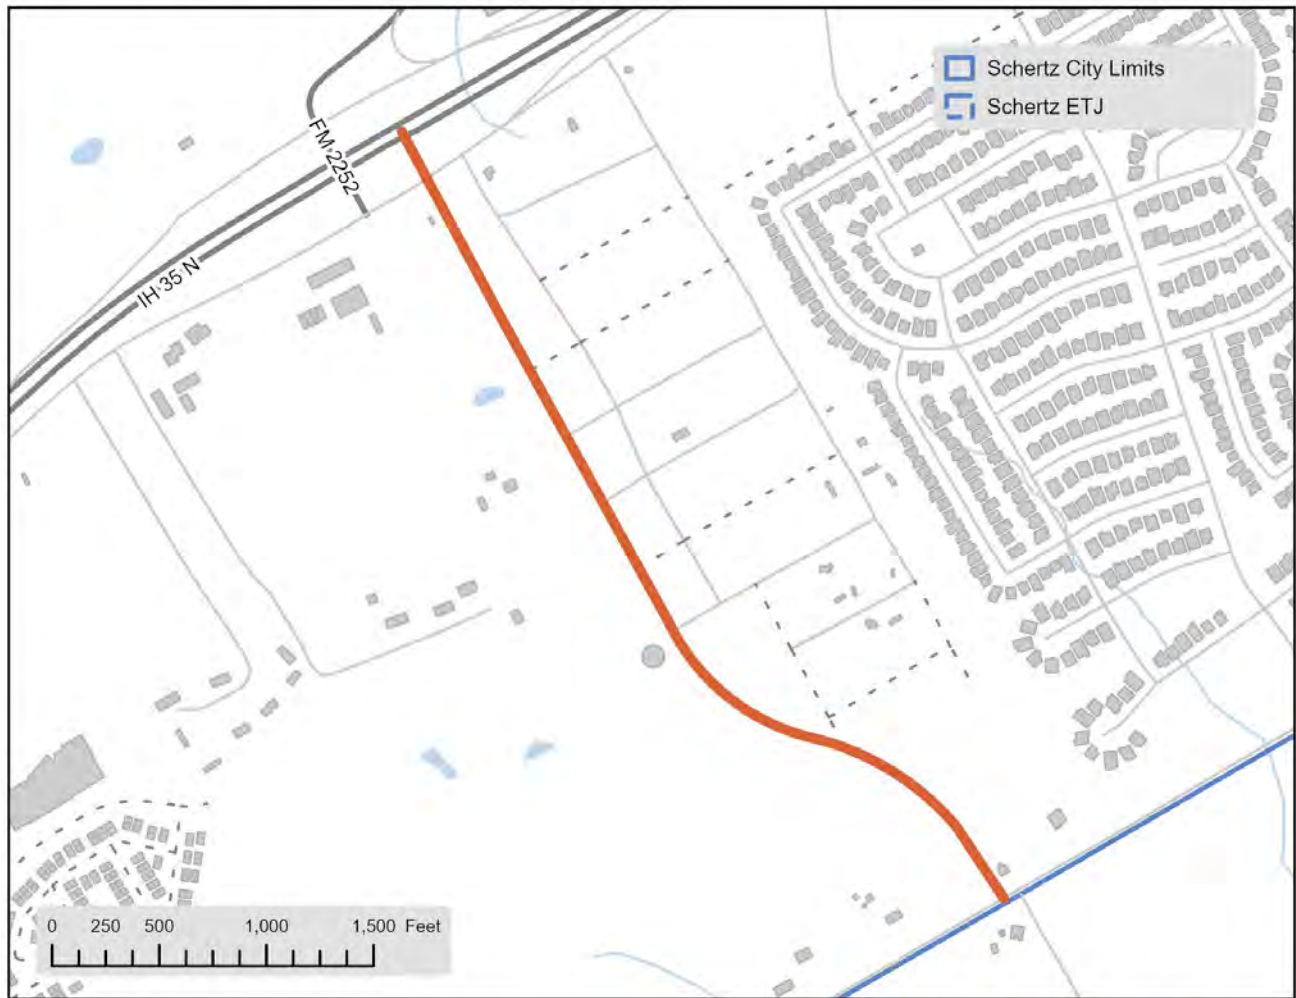 Schertz City Limits
Schertz ETJ
FM 2252
IH 35 N
0 250 500 1,000 1,500 Feet